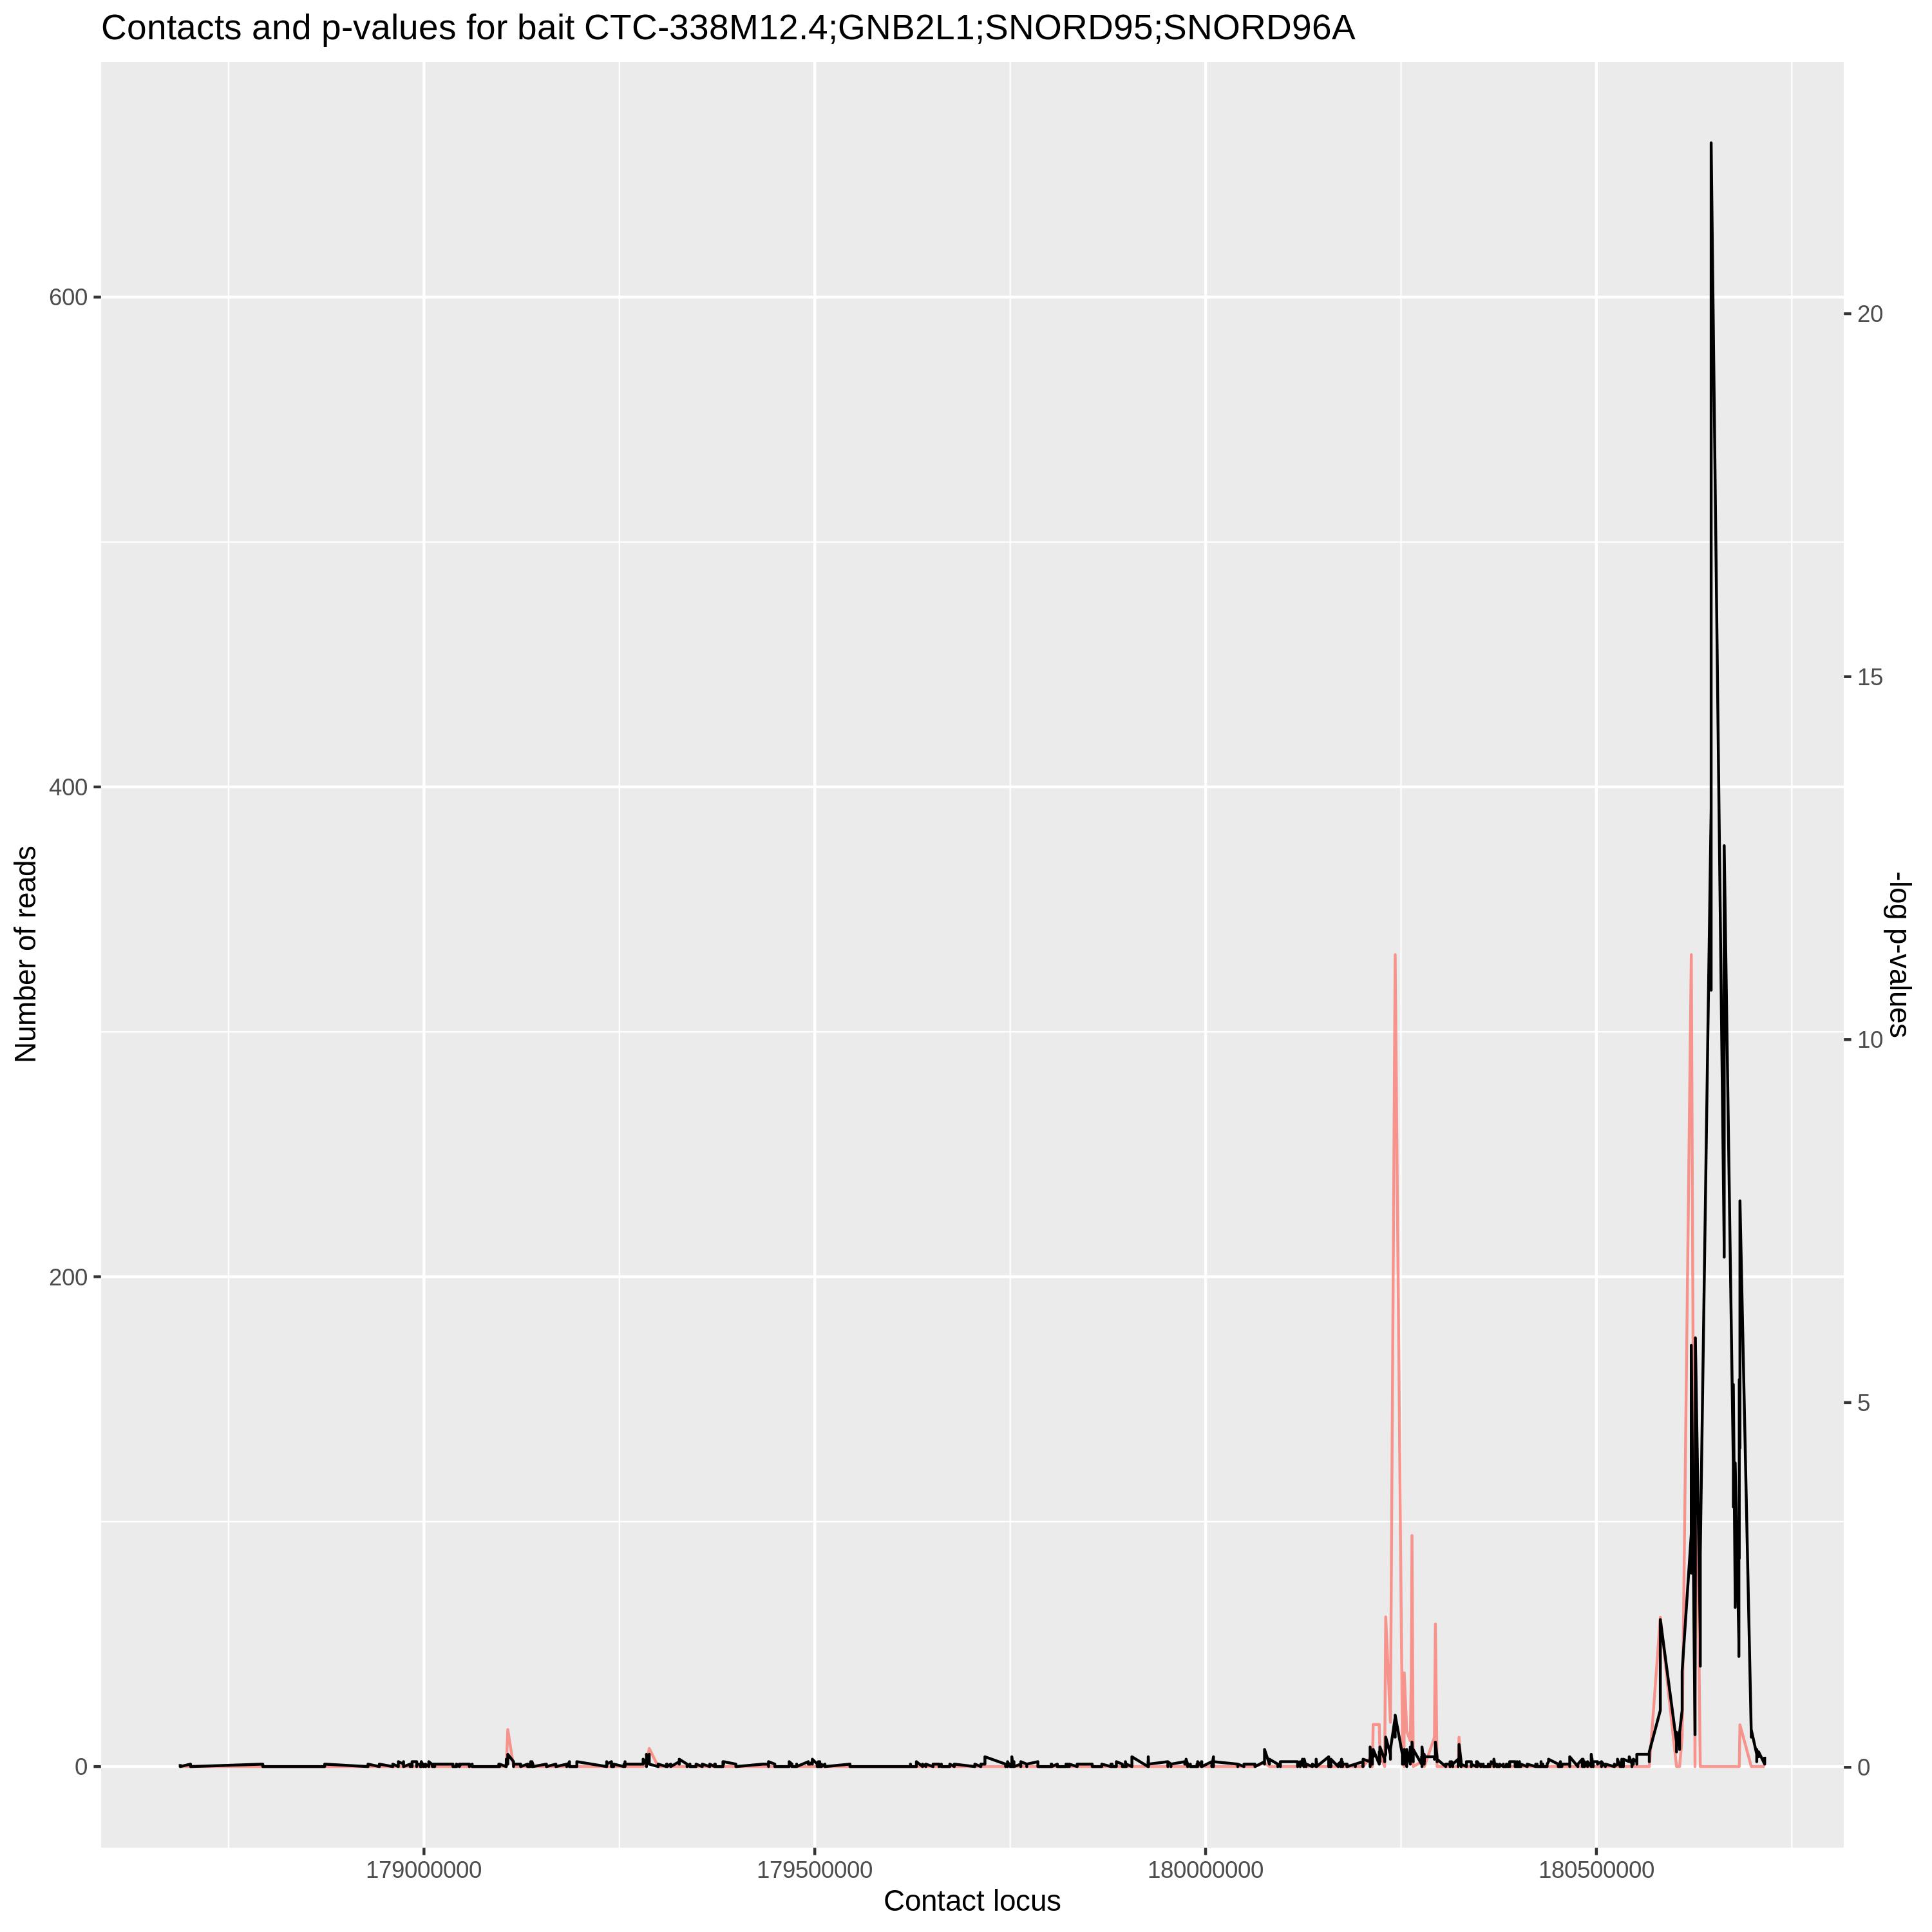 Contacts and p-values for bait CTC-338M12.4;GNB2L1;SNORD95;SNORD96A
600
400
200
0
Number of reads
20
15
10
5
0
-log p-values
179000000 179500000 180000000 180500000
Contact locus